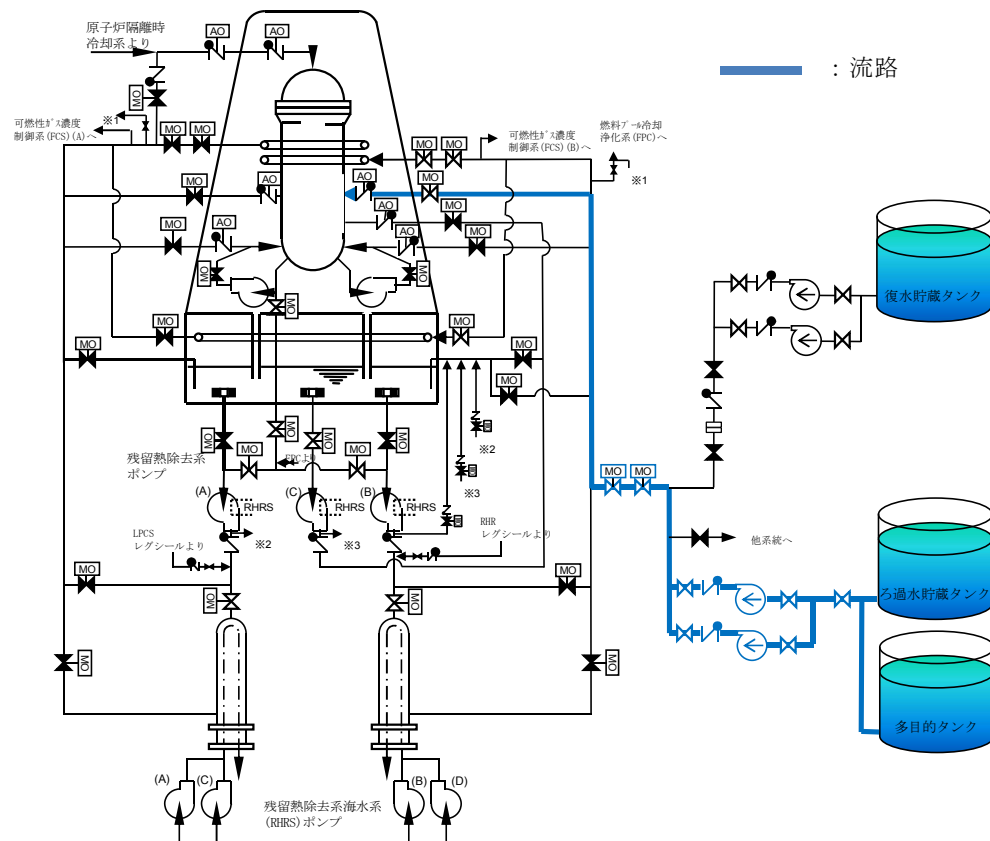 原子炉隔離時
冷却系より
AO
AO
：流路
MO
可燃性ｶﾞｽ濃度
制御系(FCS)(A)へ
※1
MO
MO
MO
MO
可燃性ｶﾞｽ濃度
制御系(FCS)(B)へ
燃料ﾌﾟｰﾙ冷却
浄化系(FPC)へ
※1
MO
AO
AO
MO
AO
MO
MO
AO
AO
MO
MO
MO
MO
復水貯蔵タンク
MO
MO
MO
MO
MO
MO
MO
MO
MO
MO
MO
FPCより
MO
残留熱除去系
ポンプ
※2
※3
MO
MO
(A)
RHRS
(C)
RHRS
(B)
RHRS
LPCS
レグシールより
※2
※3
RHR
レグシールより
他系統へ
MO
MO
ろ過水貯蔵タンク
MO
MO
MO
MO
多目的タンク
(A)
(C)
(B)
(D)
残留熱除去系海水系
(RHRS)ポンプ